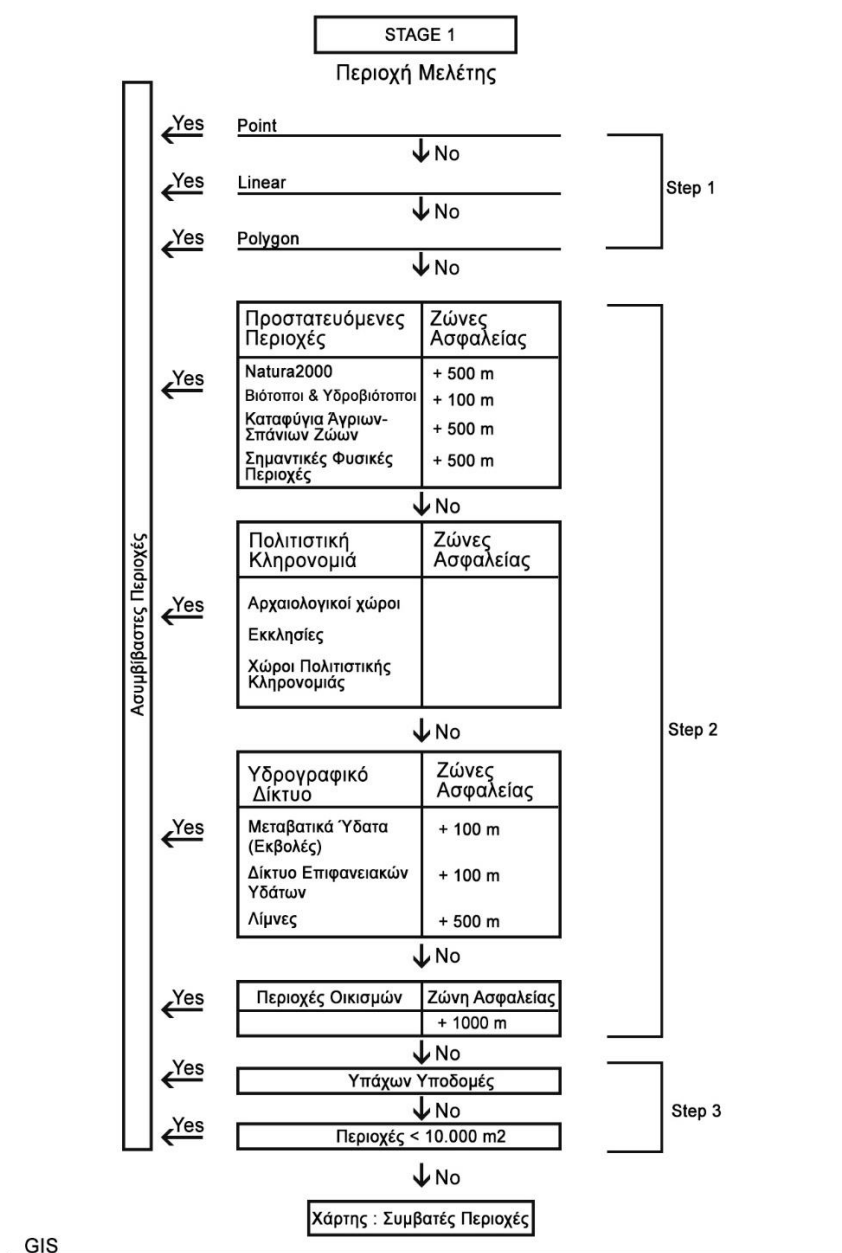 STAGE 1
Περιοχή Μελέτης
Yes
Point
No
Yes
Linear
No
Step 1
Yes
Polygon
No
Προστατευόμενες
Περιοχές
Ζώνες
Ασφαλείας
Yes
Natura2000
+ 500 m
Βιότοποι & Υδροβιότοποι
+ 100 m
Καταφύγια Άγριων-
Σπάνιων Ζώων
+ 500 m
Σημαντικές Φυσικές
Περιοχές
+ 500 m
No
Πολιτιστική
Κληρονομιά
Ζώνες
Ασφαλείας
Yes
Αρχαιολογικοί χώροι
Εκκλησίες
Χώροι Πολιτιστικής
Κληρονομιάς
Ασυμβίβαστες Περιοχές
No
Step 2
Υδρογραφικό
Δίκτυο
Ζώνες
Ασφαλείας
Yes
Μεταβατικά Ύδατα
(Εκβολές)
+ 100 m
Δίκτυο Επιφανειακών
Υδάτων
+ 100 m
Λίμνες
+ 500 m
No
Yes
Περιοχές Οικισμών
Ζώνη Ασφαλείας
+ 1000 m
No
Yes
Υπάχων Υποδομές
No
Step 3
Yes
Περιοχές < 10.000 m2
No
Χάρτης : Συμβατές Περιοχές
GIS